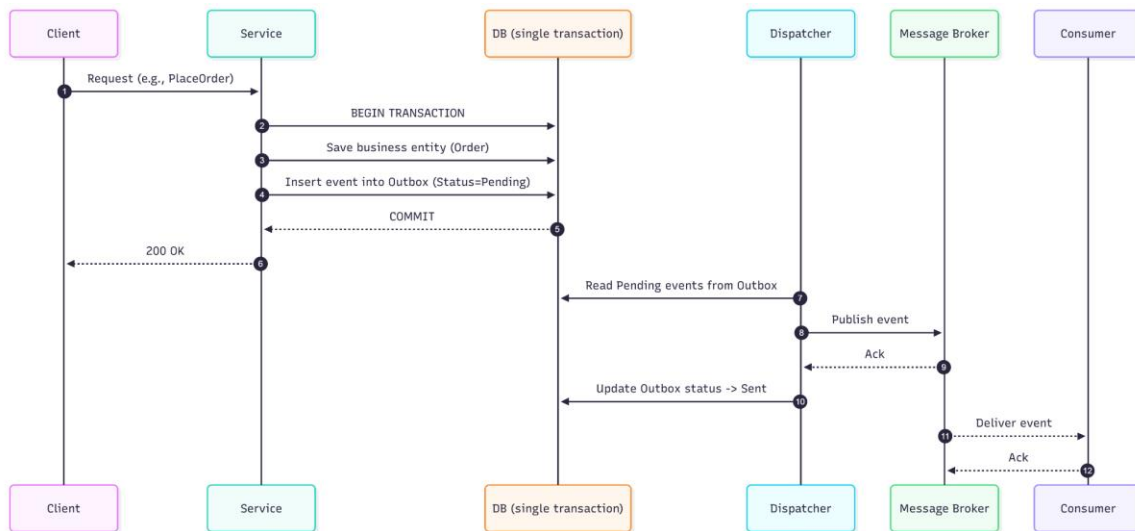 Client
Service
DB (single transaction)
Dispatcher
Message Broker
Consumer
Request (e.g., PlaceOrder)
1
BEGIN TRANSACTION
2
Save business entity (Order)
3
Insert event into Outbox (Status=Pending)
4
COMMIT
5
200 OK
6
Read Pending events from Outbox
7
Publish event
8
Ack
9
Update Outbox status -> Sent
10
Deliver event
11
Ack
12
Client
Service
DB (single transaction)
Dispatcher
Message Broker
Consumer